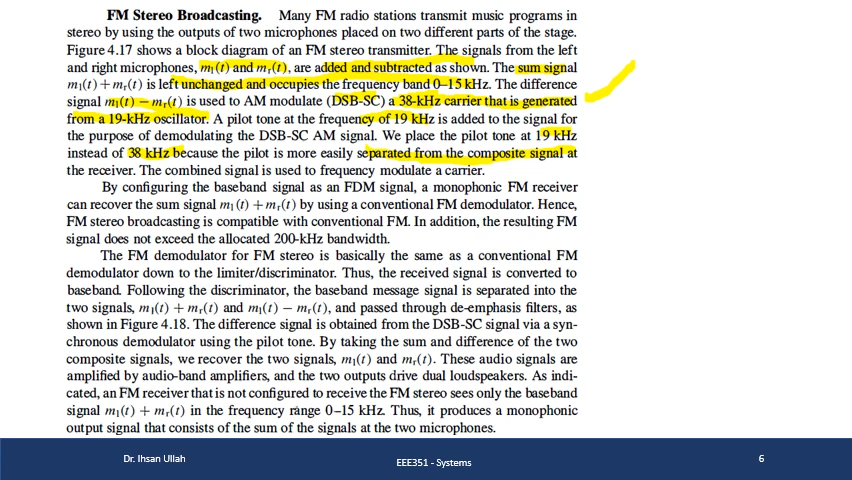 FM Stereo Broadcasting. Many FM radio stations transmit music programs in
stereo by using the outputs of two microphones placed on two different parts of the stage.
Figure 4.17 shows a block diagram of an FM stereo transmitter. The signals from the left
and right microphones, mₗ(t) and mᵣ(t), are added and subtracted as shown. The sum signal
mₗ(t) + mᵣ(t) is left unchanged and occupies the frequency band 0–15 kHz. The difference
signal mₗ(t) − mᵣ(t) is used to AM modulate (DSB-SC) a 38-kHz carrier that is generated
from a 19-kHz oscillator. A pilot tone at the frequency of 19 kHz is added to the signal for
the purpose of demodulating the DSB-SC AM signal. We place the pilot tone at 19 kHz
instead of 38 kHz because the pilot is more easily separated from the composite signal at
the receiver. The combined signal is used to frequency modulate a carrier.
By configuring the baseband signal as an FDM signal, a monophonic FM receiver
can recover the sum signal mₗ(t) + mᵣ(t) by using a conventional FM demodulator. Hence,
FM stereo broadcasting is compatible with conventional FM. In addition, the resulting FM
signal does not exceed the allocated 200-kHz bandwidth.
The FM demodulator for FM stereo is basically the same as a conventional FM
demodulator down to the limiter/discriminator. Thus, the received signal is converted to
baseband. Following the discriminator, the baseband message signal is separated into the
two signals, mₗ(t) + mᵣ(t) and mₗ(t) − mᵣ(t), and passed through de-emphasis filters, as
shown in Figure 4.18. The difference signal is obtained from the DSB-SC signal via a syn-
chronous demodulator using the pilot tone. By taking the sum and difference of the two
composite signals, we recover the two signals, mₗ(t) and mᵣ(t). These audio signals are
amplified by audio-band amplifiers, and the two outputs drive dual loudspeakers. As indi-
cated, an FM receiver that is not configured to receive the FM stereo sees only the baseband
signal mₗ(t) + mᵣ(t) in the frequency range 0–15 kHz. Thus, it produces a monophonic
output signal that consists of the sum of the signals at the two microphones.
Dr. Ihsan Ullah
EEE351 - Systems
6